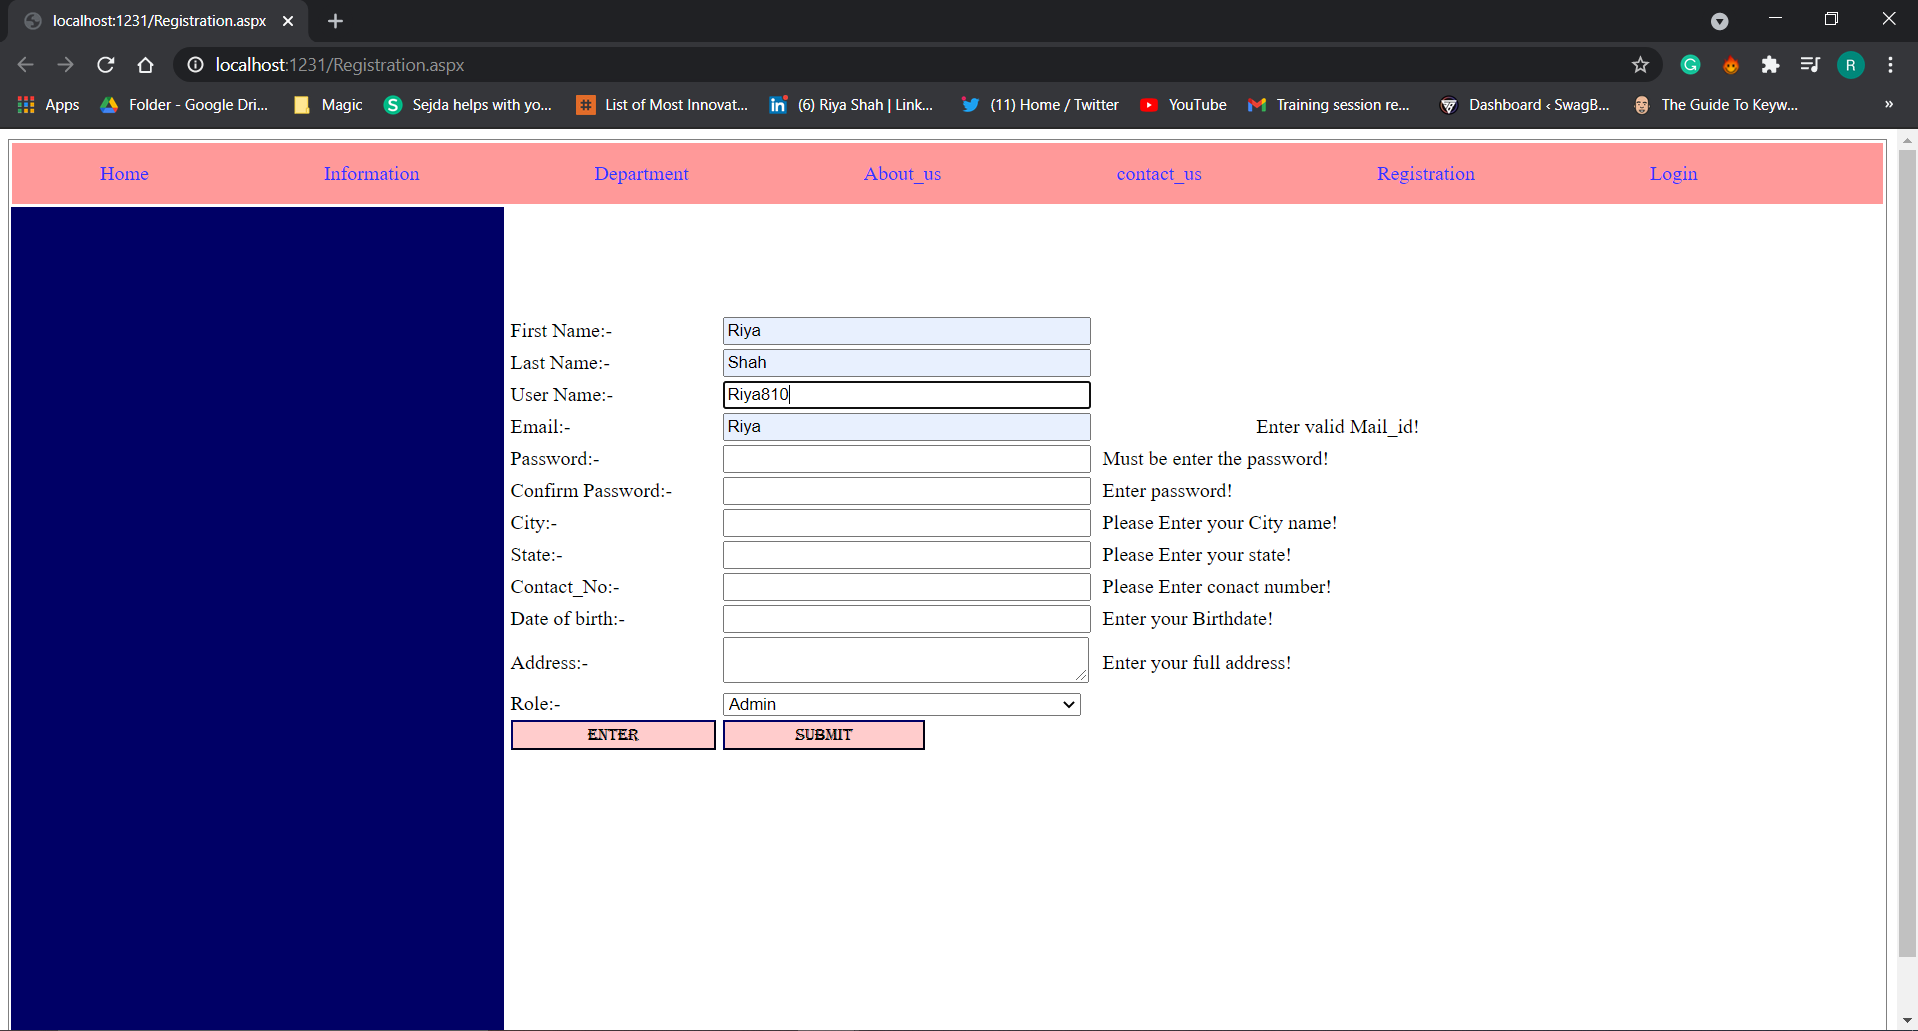 localhost:1231/Registration.aspx
localhost:1231/Registration.aspx R
Apps Folder - Google Dri... Magic S Sejda helps with yo... # List of Most Innovat... in (6) Riya Shah | Link... (11) Home / Twitter YouTube Training session re... Dashboard ‹ SwagB... The Guide To Keyw... »
Home Information Department About_us contact_us Registration Login
First Name:- Riya
Last Name:- Shah
User Name:- Riya810
Email:- Riya Enter valid Mail_id!
Password:- Must be enter the password!
Confirm Password:- Enter password!
City:- Please Enter your City name!
State:- Please Enter your state!
Contact_No:- Please Enter conact number!
Date of birth:- Enter your Birthdate!
Address:- Enter your full address!
Role:- Admin
ENTER SUBMIT